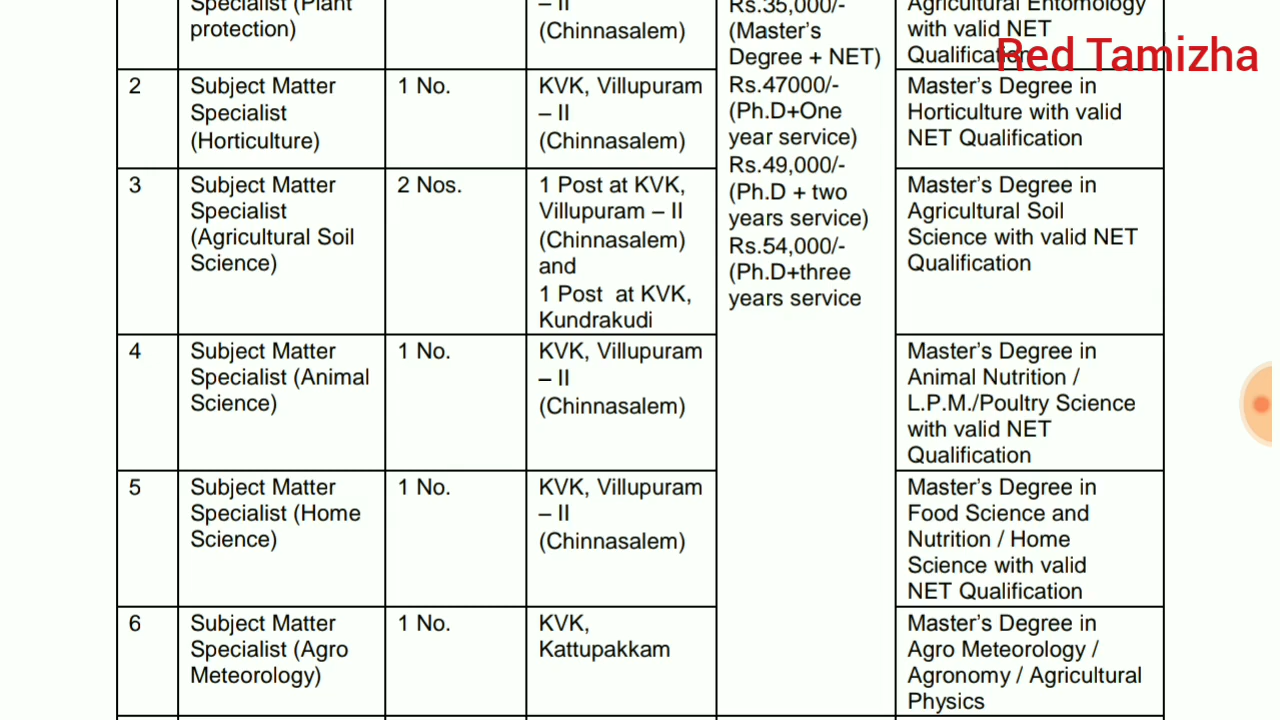 Specialist (Plant
protection)
– II
(Chinnasalem)
Rs.35,000/-
(Master’s
Degree + NET)
Rs.47000/-
(Ph.D+One
year service)
Rs.49,000/-
(Ph.D + two
years service)
Rs.54,000/-
(Ph.D+three
years service
Agricultural Entomology
with valid NET
Qualification
Red Tamizha
2
Subject Matter
Specialist
(Horticulture)
1 No.
KVK, Villupuram
– II
(Chinnasalem)
Master’s Degree in
Horticulture with valid
NET Qualification
3
Subject Matter
Specialist
(Agricultural Soil
Science)
2 Nos.
1 Post at KVK,
Villupuram – II
(Chinnasalem)
and
1 Post  at KVK,
Kundrakudi
Master’s Degree in
Agricultural Soil
Science with valid NET
Qualification
4
Subject Matter
Specialist (Animal
Science)
1 No.
KVK, Villupuram
– II
(Chinnasalem)
Master’s Degree in
Animal Nutrition /
L.P.M./Poultry Science
with valid NET
Qualification
5
Subject Matter
Specialist (Home
Science)
1 No.
KVK, Villupuram
– II
(Chinnasalem)
Master’s Degree in
Food Science and
Nutrition / Home
Science with valid
NET Qualification
6
Subject Matter
Specialist (Agro
Meteorology)
1 No.
KVK,
Kattupakkam
Master’s Degree in
Agro Meteorology /
Agronomy / Agricultural
Physics